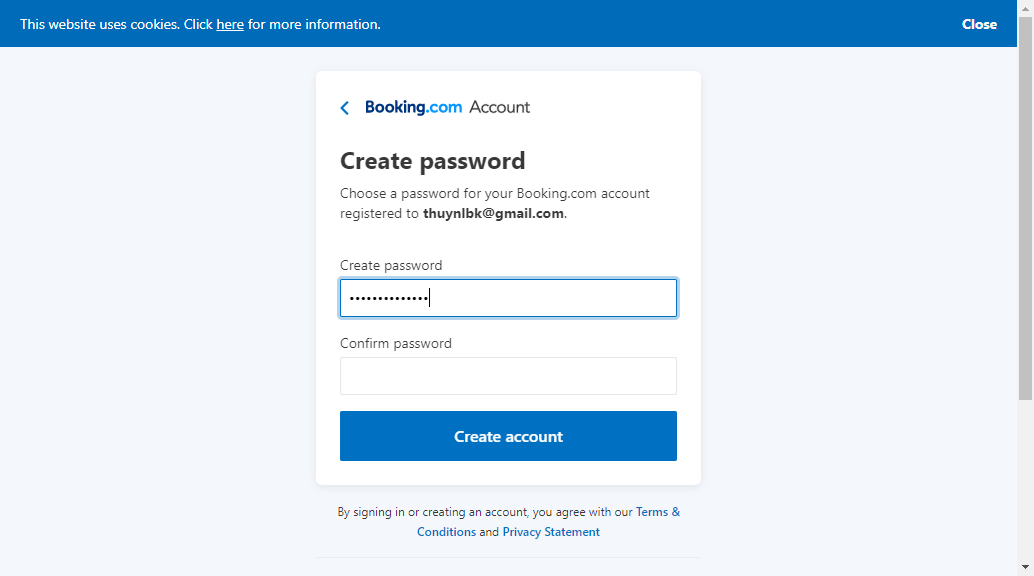 This website uses cookies. Click here for more information.
Close
Booking.com Account
Create password
Choose a password for your Booking.com account
registered to thuynlbk@gmail.com.
Create password
••••••••••••••
Confirm password
Create account
By signing in or creating an account, you agree with our Terms &
Conditions and Privacy Statement